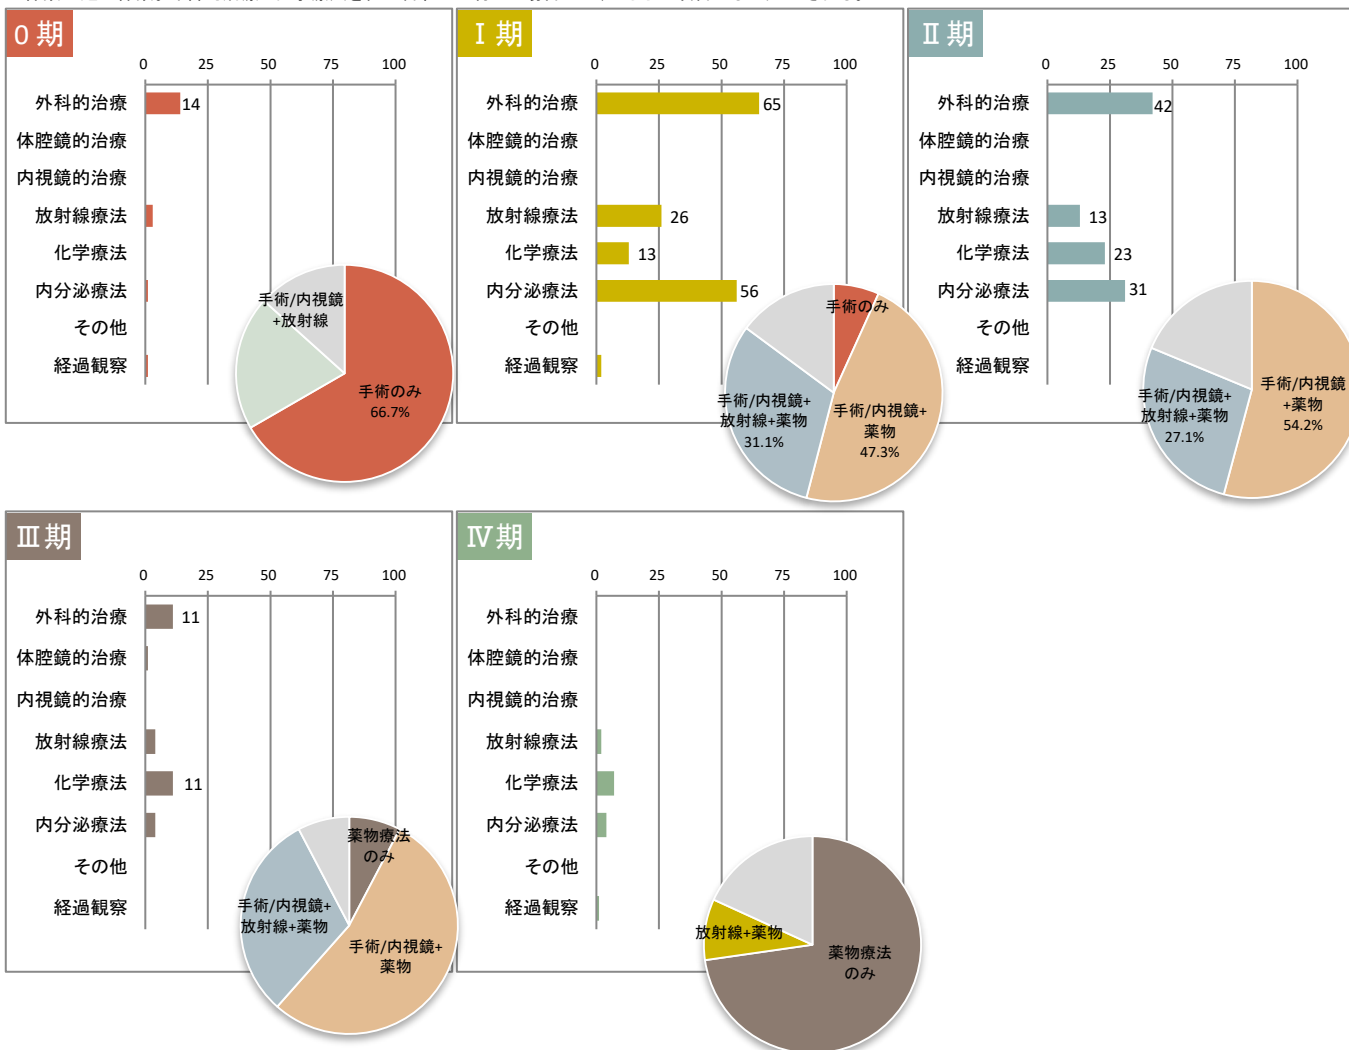 0期
0 25 50 75 100
外科的治療 14
体腔鏡的治療
内視鏡的治療
放射線療法
化学療法
内分泌療法
その他
経過観察
手術/内視鏡
+放射線
手術のみ
66.7%
Ⅰ期
0 25 50 75 100
外科的治療 65
体腔鏡的治療
内視鏡的治療
放射線療法 26
化学療法 13
内分泌療法 56
その他
経過観察
手術のみ
手術/内視鏡+
放射線+薬物
31.1%
手術/内視鏡+
薬物
47.3%
Ⅱ期
0 25 50 75 100
外科的治療 42
体腔鏡的治療
内視鏡的治療
放射線療法 13
化学療法 23
内分泌療法 31
その他
経過観察
手術/内視鏡+
放射線+薬物
27.1%
手術/内視鏡
+薬物
54.2%
Ⅲ期
0 25 50 75 100
外科的治療 11
体腔鏡的治療
内視鏡的治療
放射線療法
化学療法 11
内分泌療法
その他
経過観察
薬物療法
のみ
手術/内視鏡+
放射線+薬物
手術/内視鏡+
薬物
Ⅳ期
0 25 50 75 100
外科的治療
体腔鏡的治療
内視鏡的治療
放射線療法
化学療法
内分泌療法
その他
経過観察
放射線+薬物
薬物療法
のみ